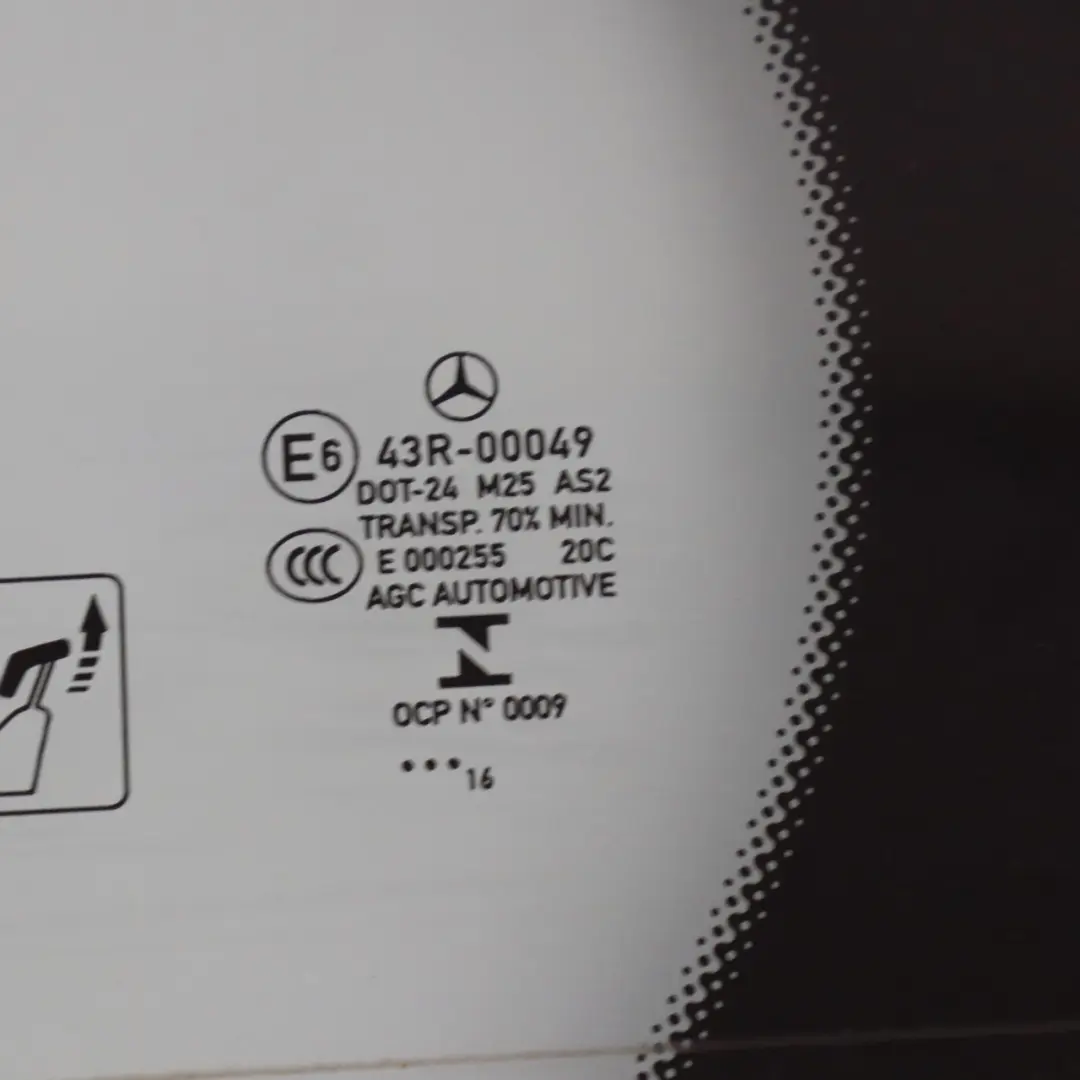 E6 43R-00049
DOT-24 M25 AS2
TRANSP. 70% MIN.
CCC E 000255 20C
AGC AUTOMOTIVE
OCP N° 0009
...16